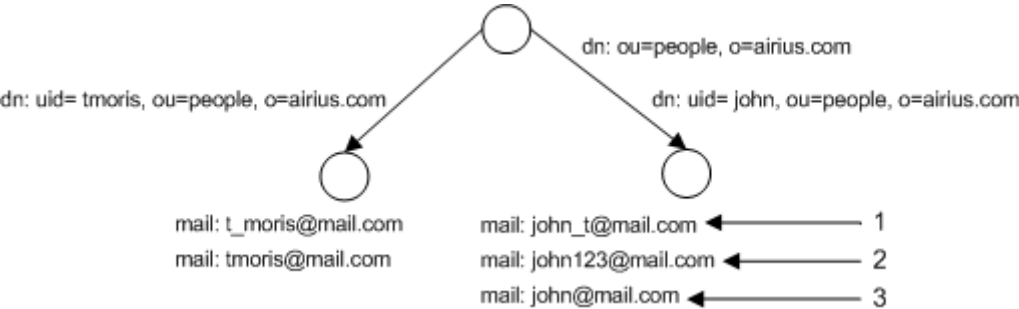 dn: ou=people, o=airius.com
dn: uid= tmoris, ou=people, o=airius.com
dn: uid= john, ou=people, o=airius.com
mail: t_moris@mail.com
mail: tmoris@mail.com
mail: john_t@mail.com 1
mail: john123@mail.com 2
mail: john@mail.com 3